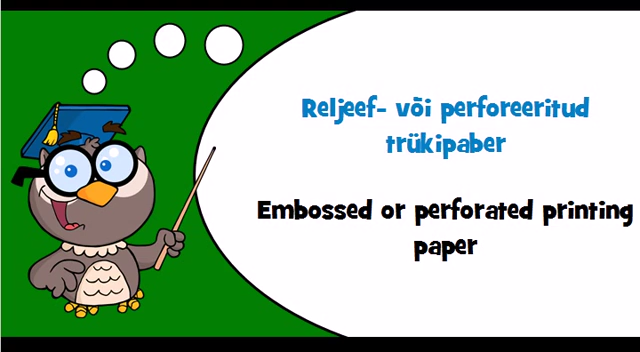 Reljeef- või perforeeritud
trükipaber
Embossed or perforated printing
paper